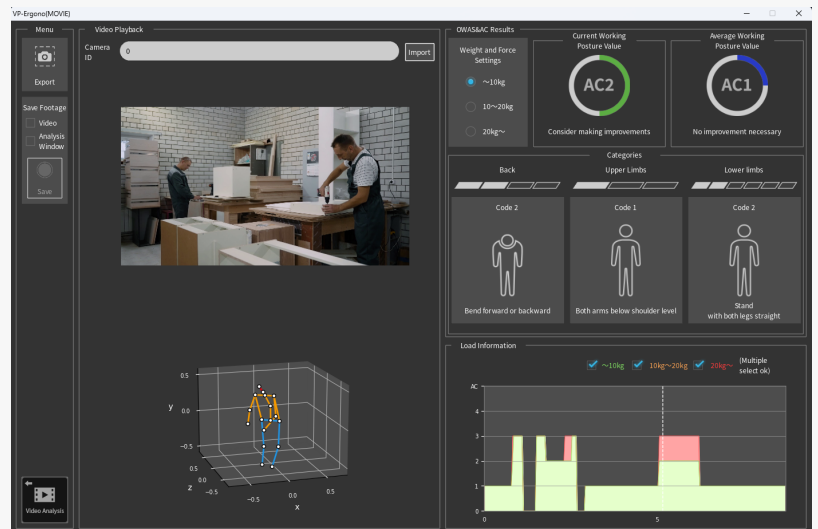 VP-Ergono(MOVIE)
Menu
Export
Save Footage
Video
Analysis
Window
Save
Video Analysis
Video Playback
Camera
ID
0
Import
0.5
0.0
−0.5
y
0.5
0.0
−0.5
z
−0.5
0.0
0.5
x
OWAS&AC Results
Weight and Force
Settings
～10kg
10～20kg
20kg～
Current Working
Posture Value
AC2
Consider making improvements
Average Working
Posture Value
AC1
No improvement necessary
Categories
Back
Upper Limbs
Lower limbs
Code 2
Bend forward or backward
Code 1
Both arms below shoulder level
Code 2
Stand
with both legs straight
Load Information
～10kg
10kg～20kg
20kg～
(Multiple
select ok)
AC
4
3
2
1
0
0
5